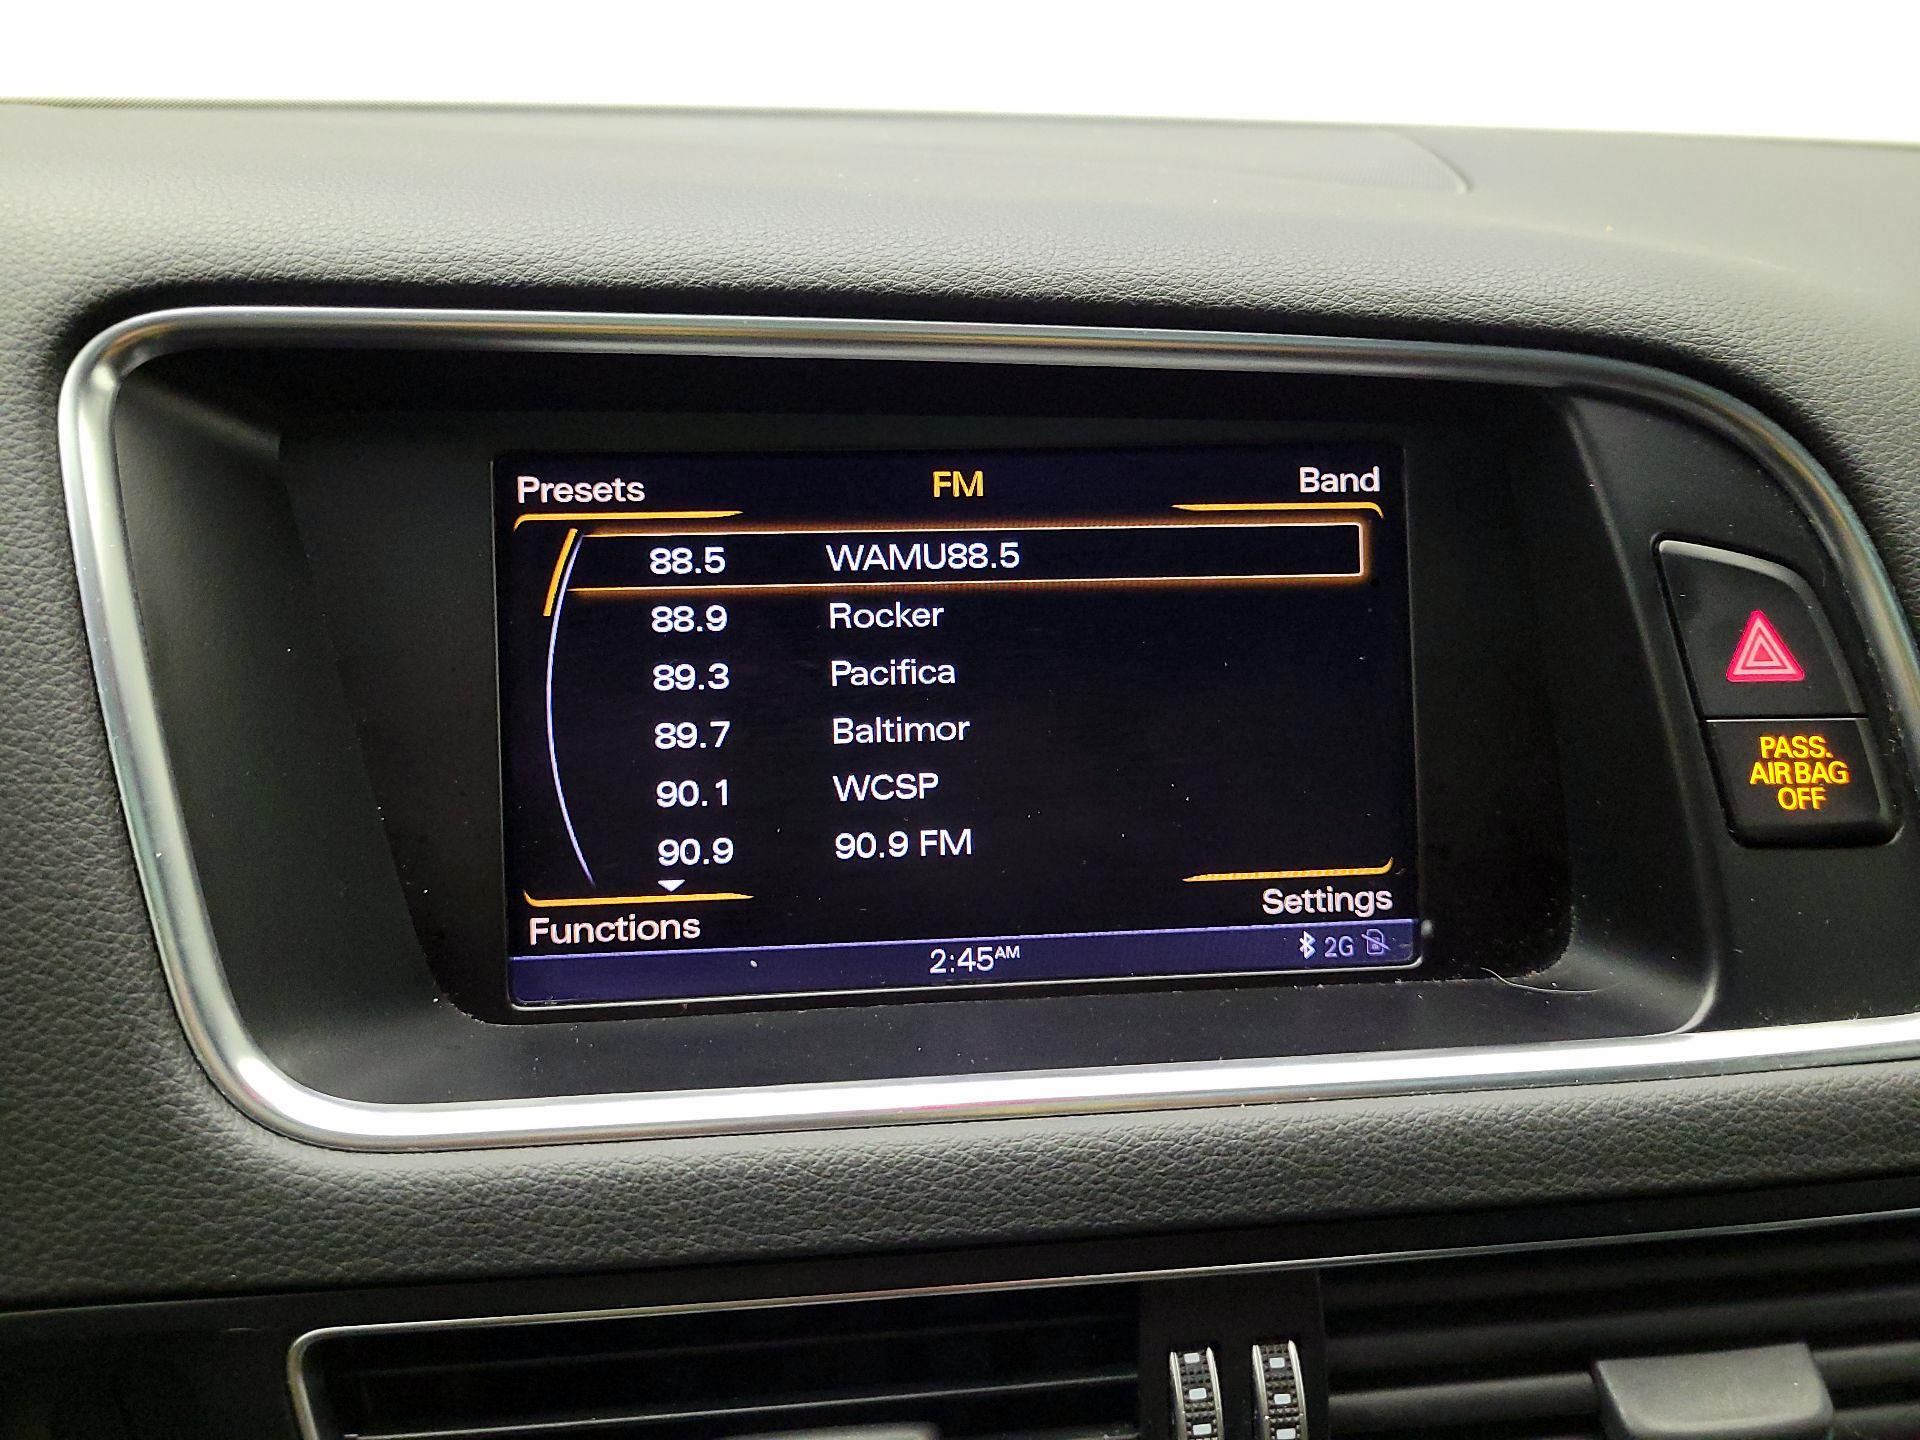 Presets FM Band
88.5 WAMU88.5
88.9 Rocker
89.3 Pacifica
89.7 Baltimor
90.1 WCSP
90.9 90.9 FM
Functions Settings
2:45AM 2G
PASS.
AIR BAG
OFF